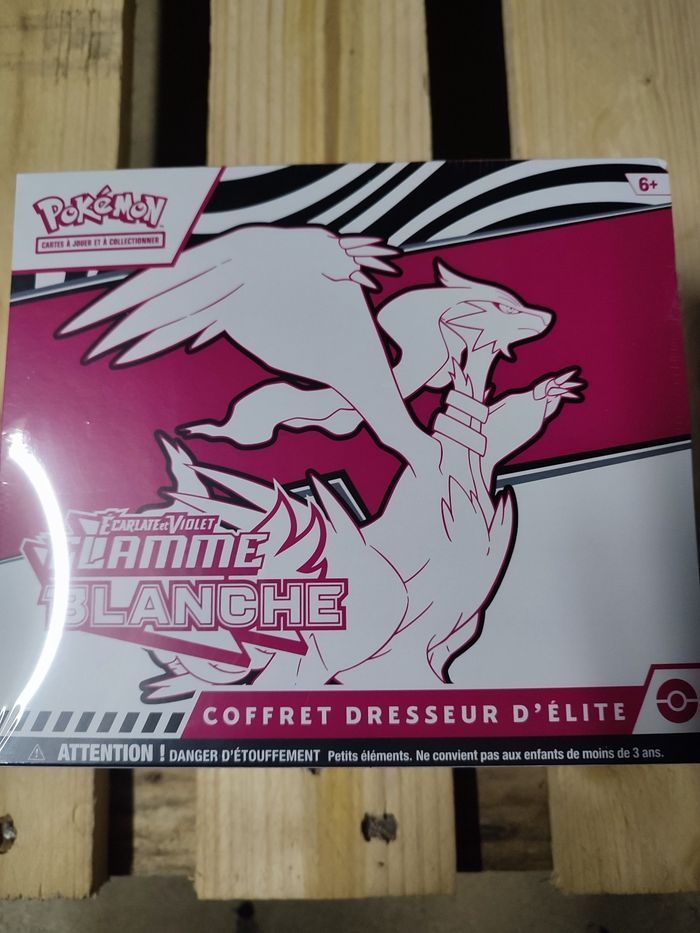 POKÉMON
CARTES À JOUER ET À COLLECTIONNER
6+
ÉCARLATE et VIOLET
FLAMME
BLANCHE
COFFRET DRESSEUR D'ÉLITE
ATTENTION ! DANGER D'ÉTOUFFEMENT Petits éléments. Ne convient pas aux enfants de moins de 3 ans.